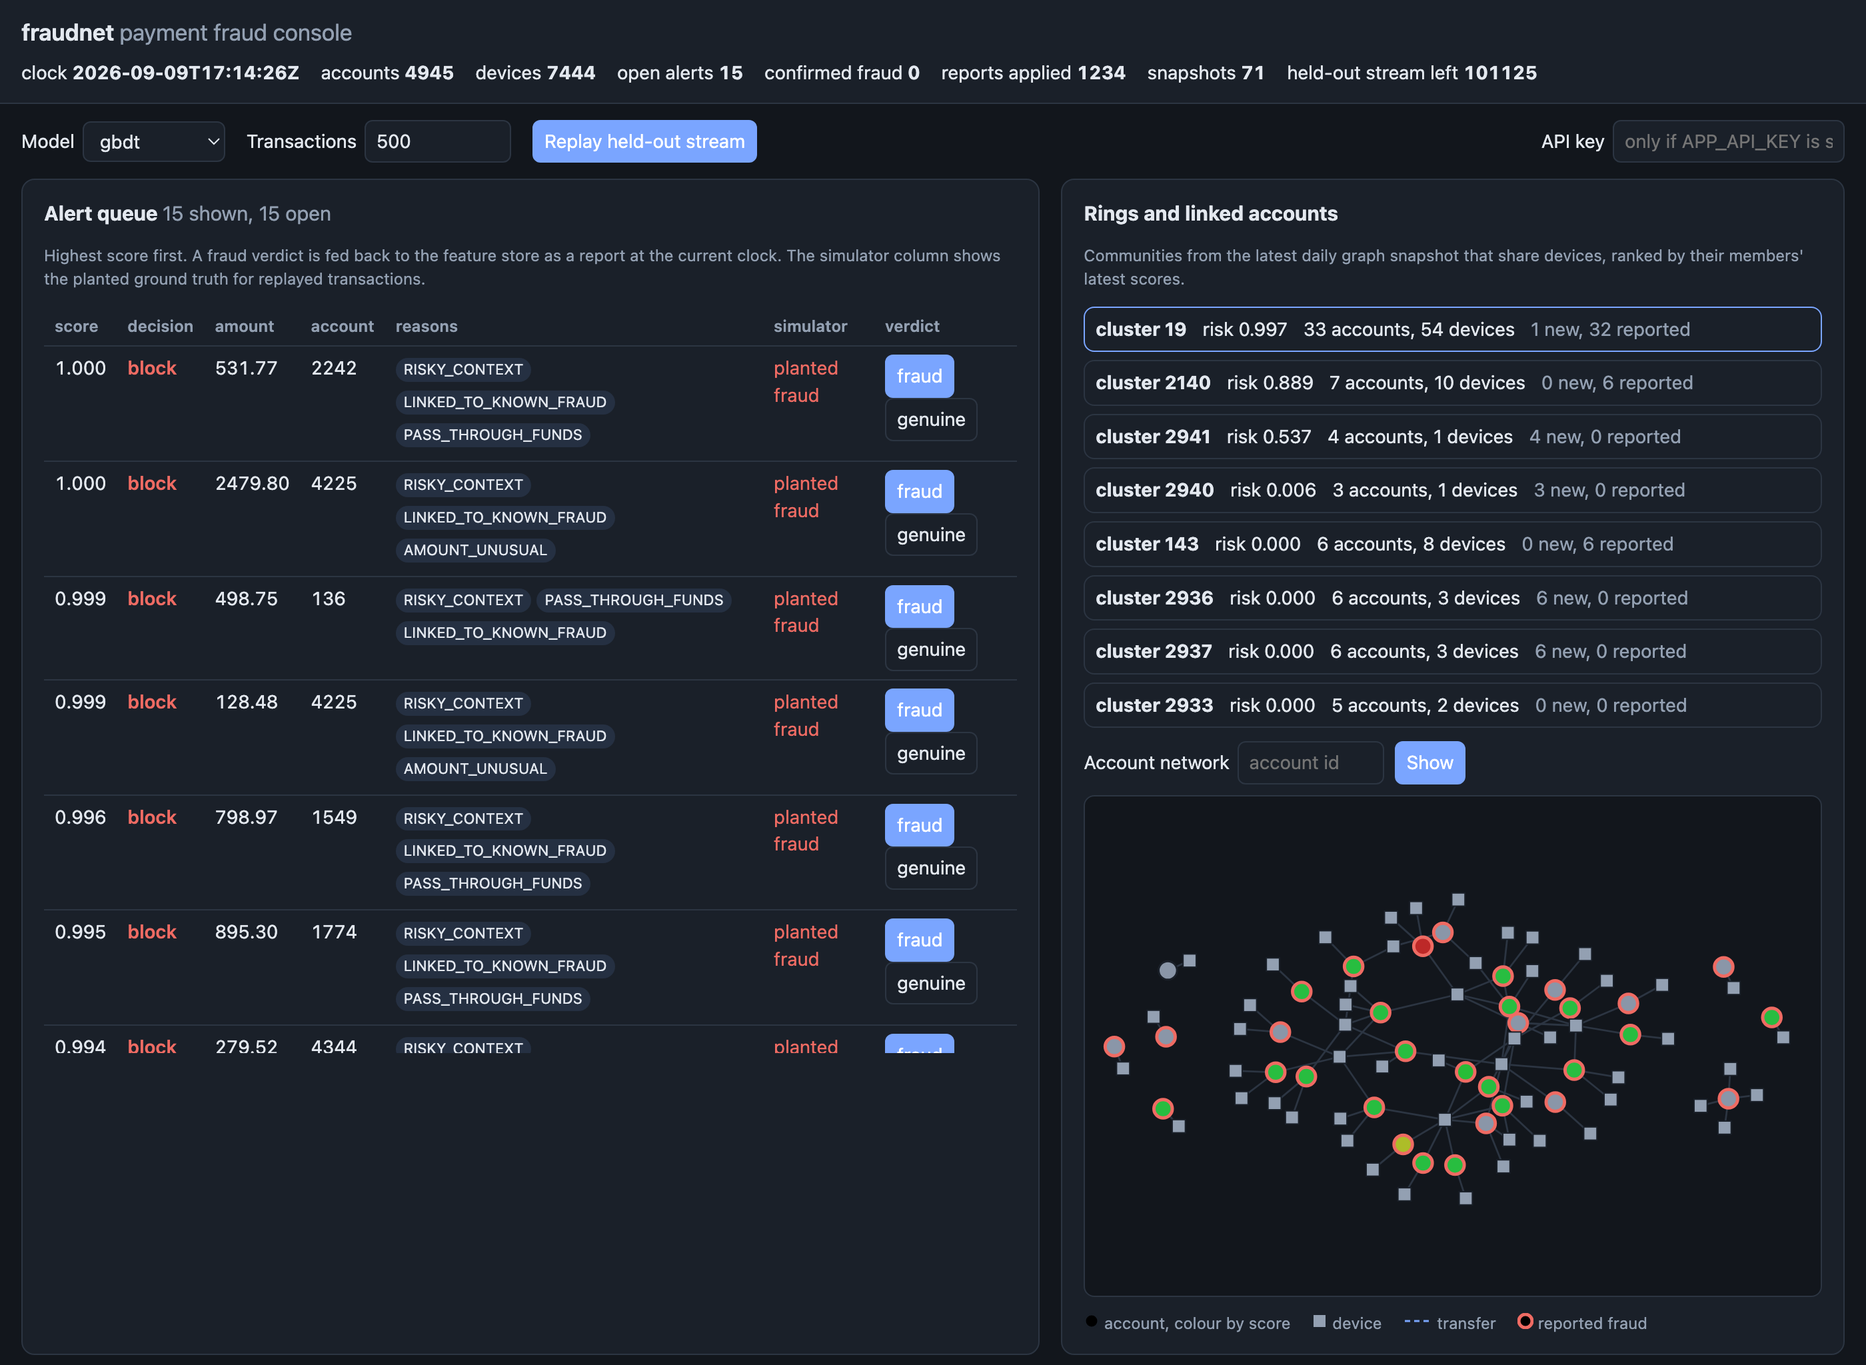 fraudnet payment fraud console
clock 2026-09-09T17:14:26Z accounts 4945 devices 7444 open alerts 15 confirmed fraud 0 reports applied 1234 snapshots 71 held-out stream left 101125
Model gbdt Transactions 500 Replay held-out stream API key only if APP_API_KEY is s
Alert queue 15 shown, 15 open
Highest score first. A fraud verdict is fed back to the feature store as a report at the current clock. The simulator column shows
the planted ground truth for replayed transactions.
score decision amount account reasons simulator verdict
1.000 block 531.77 2242 RISKY_CONTEXT planted fraud
LINKED_TO_KNOWN_FRAUD fraud genuine
PASS_THROUGH_FUNDS
1.000 block 2479.80 4225 RISKY_CONTEXT planted fraud
LINKED_TO_KNOWN_FRAUD fraud genuine
AMOUNT_UNUSUAL
0.999 block 498.75 136 RISKY_CONTEXT PASS_THROUGH_FUNDS planted fraud
LINKED_TO_KNOWN_FRAUD fraud genuine
0.999 block 128.48 4225 RISKY_CONTEXT planted fraud
LINKED_TO_KNOWN_FRAUD fraud genuine
AMOUNT_UNUSUAL
0.996 block 798.97 1549 RISKY_CONTEXT planted fraud
LINKED_TO_KNOWN_FRAUD fraud genuine
PASS_THROUGH_FUNDS
0.995 block 895.30 1774 RISKY_CONTEXT planted fraud
LINKED_TO_KNOWN_FRAUD fraud genuine
PASS_THROUGH_FUNDS
0.994 block 279.52 4344 RISKY_CONTEXT planted fraud
Rings and linked accounts
Communities from the latest daily graph snapshot that share devices, ranked by their members'
latest scores.
cluster 19 risk 0.997 33 accounts, 54 devices 1 new, 32 reported
cluster 2140 risk 0.889 7 accounts, 10 devices 0 new, 6 reported
cluster 2941 risk 0.537 4 accounts, 1 devices 4 new, 0 reported
cluster 2940 risk 0.006 3 accounts, 1 devices 3 new, 0 reported
cluster 143 risk 0.000 6 accounts, 8 devices 0 new, 6 reported
cluster 2936 risk 0.000 6 accounts, 3 devices 6 new, 0 reported
cluster 2937 risk 0.000 6 accounts, 3 devices 6 new, 0 reported
cluster 2933 risk 0.000 5 accounts, 2 devices 0 new, 0 reported
Account network account id Show
account, colour by score device transfer reported fraud